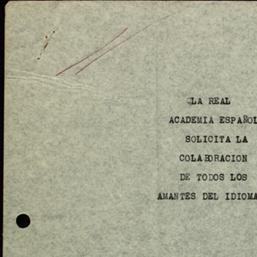 LA REAL
ACADEMIA ESPAÑOL
SOLICITA LA
COLABORACION
DE TODOS LOS
AMANTES DEL IDIOMA